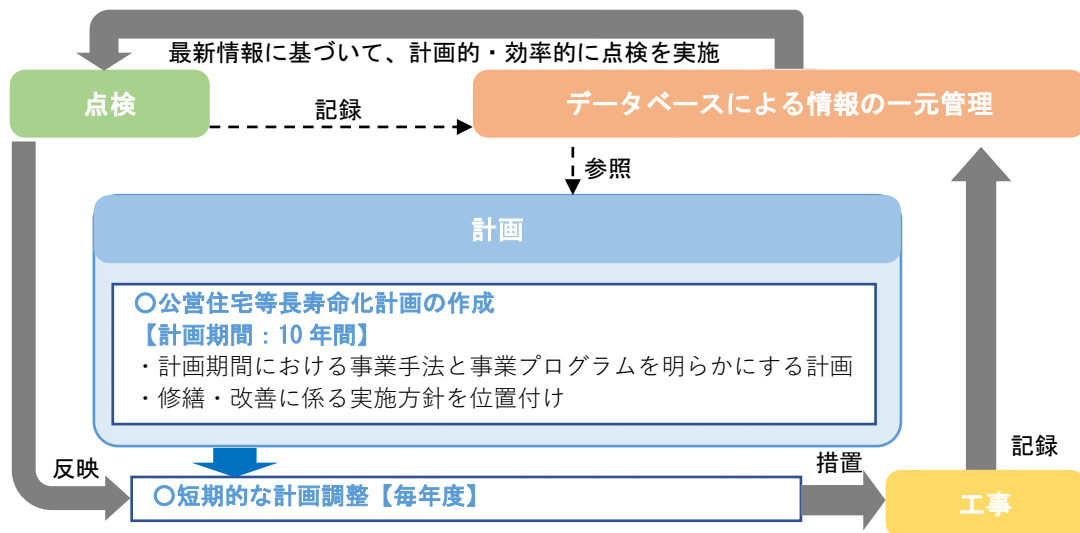 最新情報に基づいて、計画的・効率的に点検を実施
点検
記録
データベースによる情報の一元管理
参照
計画
〇公営住宅等長寿命化計画の作成
【計画期間：10 年間】
・計画期間における事業手法と事業プログラムを明らかにする計画
・修繕・改善に係る実施方針を位置付け
反映
〇短期的な計画調整【毎年度】
措置
工事
記録